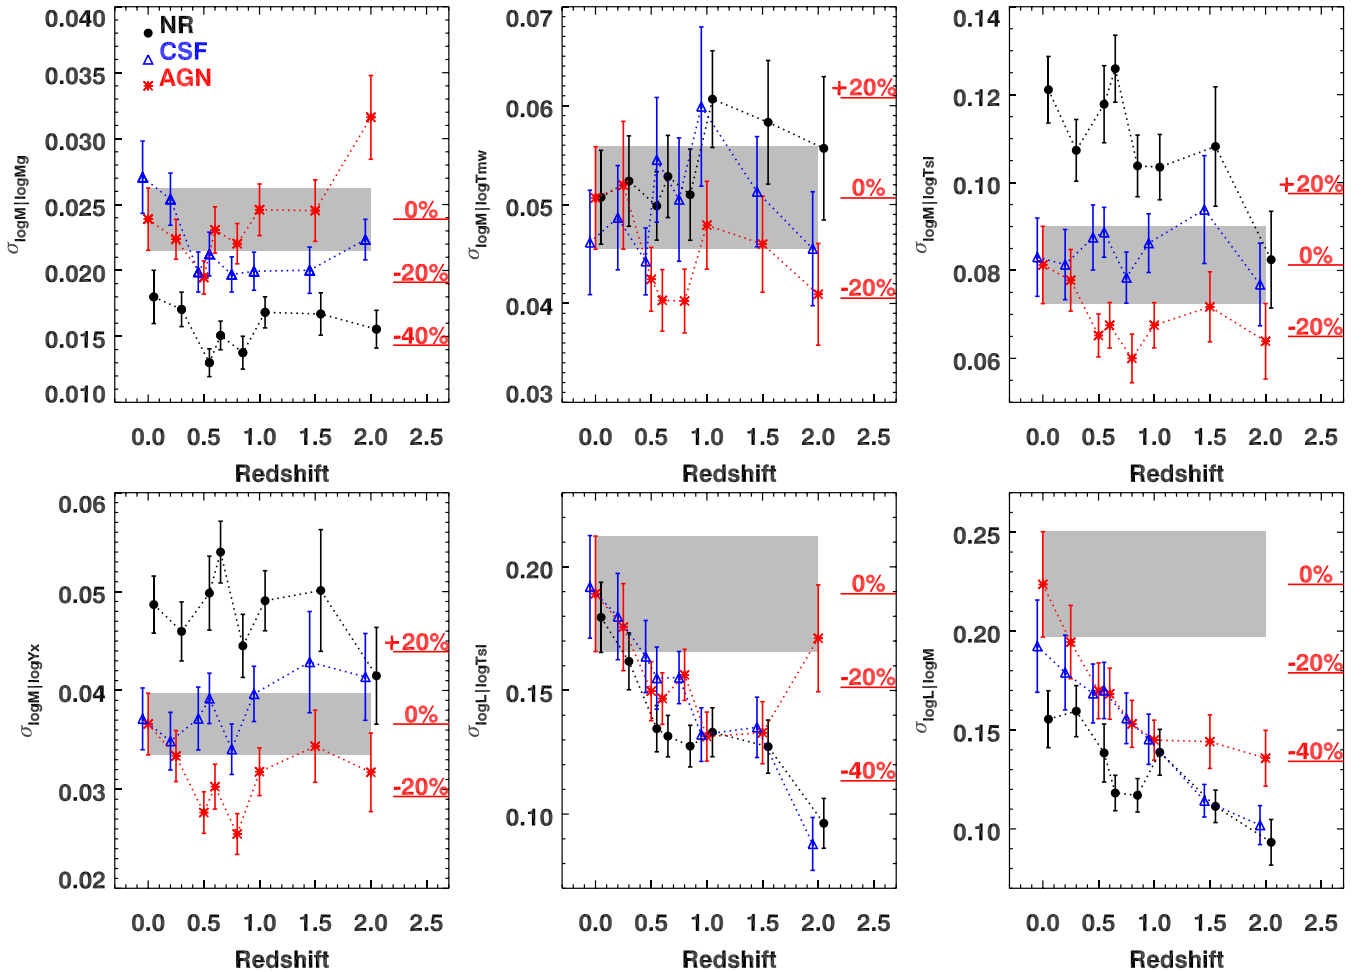 0.040
0.035
0.030
0.025
0.020
0.015
0.010
NR
CSF
AGN
0%
-20%
-40%
σlogM|logMg
0.0 0.5 1.0 1.5 2.0 2.5
Redshift
0.07
0.06
0.05
0.04
0.03
+20%
0%
-20%
σlogM|logTmw
0.0 0.5 1.0 1.5 2.0 2.5
Redshift
0.14
0.12
0.10
0.08
0.06
+20%
0%
-20%
σlogM|logTsl
0.0 0.5 1.0 1.5 2.0 2.5
Redshift
0.06
0.05
0.04
0.03
0.02
+20%
0%
-20%
σlogM|logYx
0.0 0.5 1.0 1.5 2.0 2.5
Redshift
0.20
0.15
0.10
0%
-20%
-40%
σlogL|logTsl
0.0 0.5 1.0 1.5 2.0 2.5
Redshift
0.25
0.20
0.15
0.10
0%
-20%
-40%
σlogL|logM
0.0 0.5 1.0 1.5 2.0 2.5
Redshift